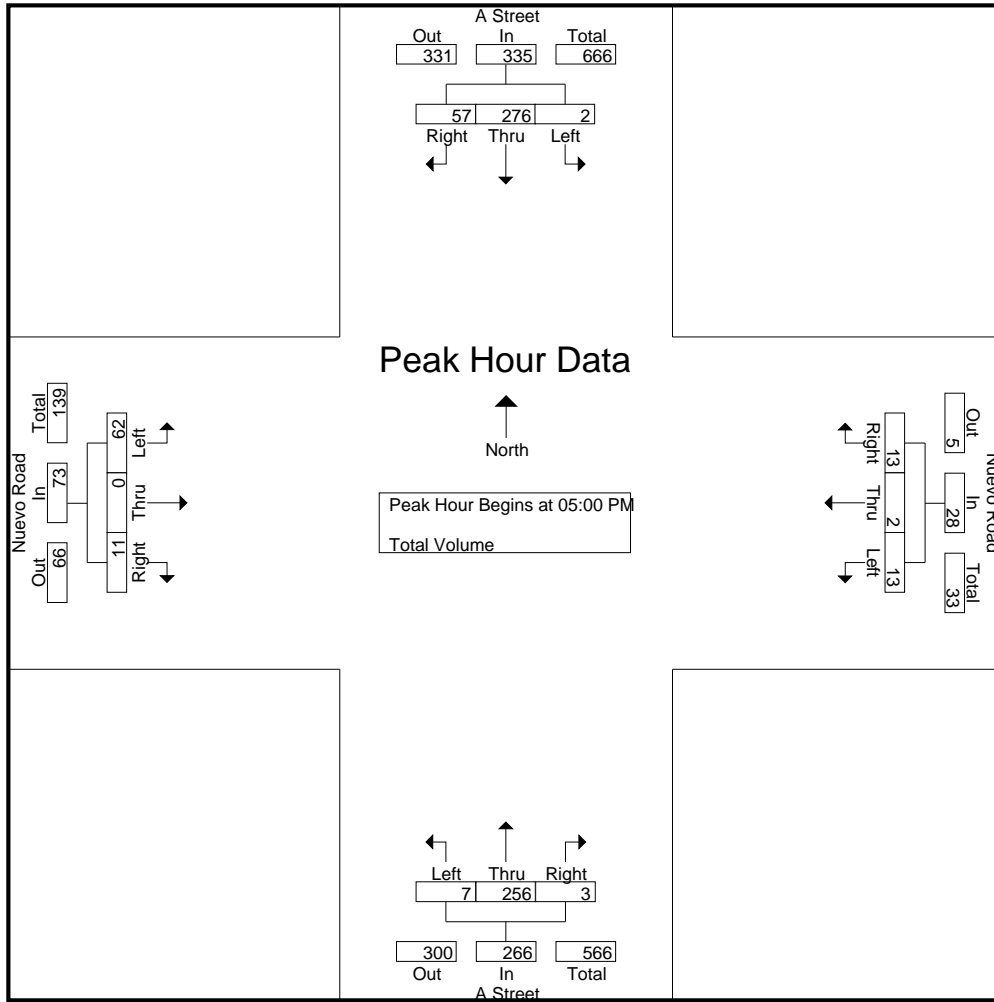 A Street
Out In Total
331 335 666
57 276 2
Right Thru Left
Peak Hour Data
North
Peak Hour Begins at 05:00 PM
Total Volume
Nuevo Road
Out In Total
66 73 139
11 0 62
Right Thru Left
Nuevo Road
Out In Total
5 28 33
13 2 13
Right Thru Left
Left Thru Right
7 256 3
300 266 566
Out In Total
A Street